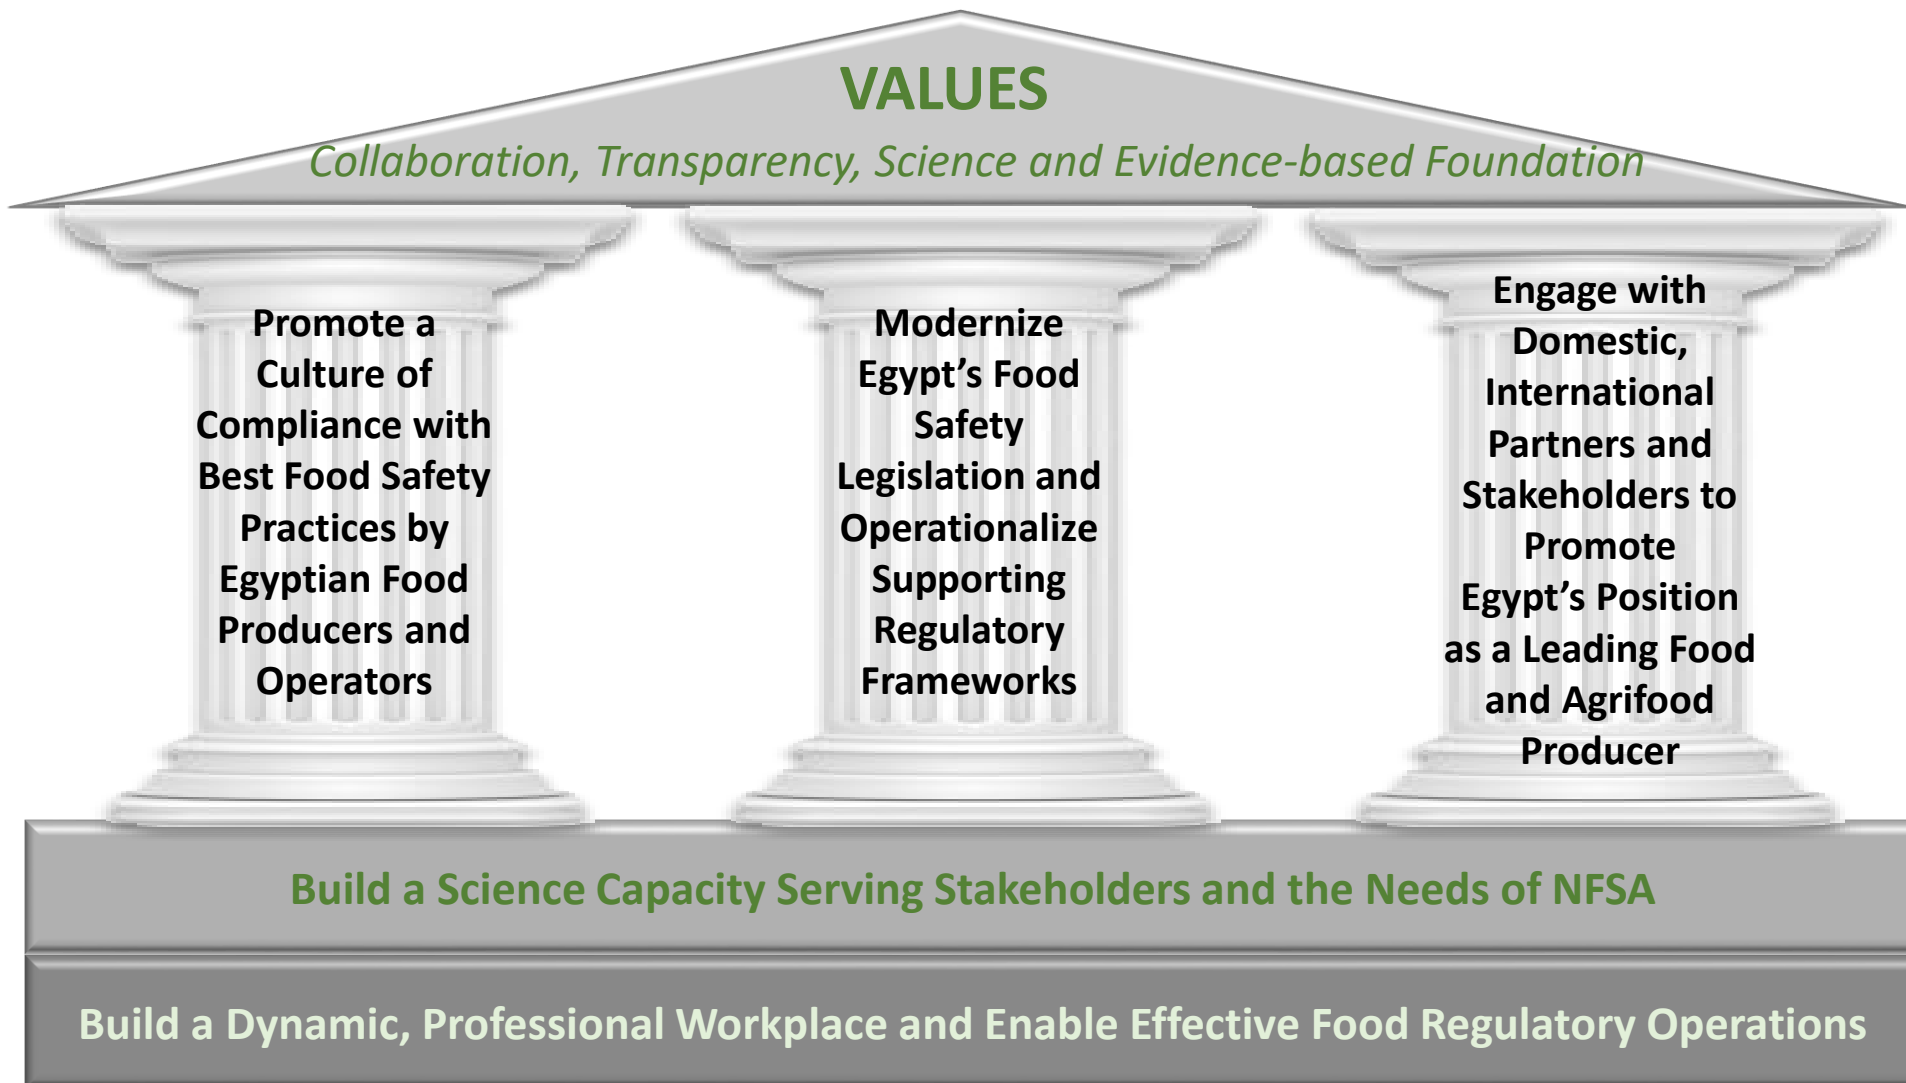 VALUES
Collaboration, Transparency, Science and Evidence-based Foundation
Promote a
Culture of
Compliance with
Best Food Safety
Practices by
Egyptian Food
Producers and
Operators
Modernize
Egypt’s Food
Safety
Legislation and
Operationalize
Supporting
Regulatory
Frameworks
Engage with
Domestic,
International
Partners and
Stakeholders to
Promote
Egypt’s Position
as a Leading Food
and Agrifood
Producer
Build a Science Capacity Serving Stakeholders and the Needs of NFSA
Build a Dynamic, Professional Workplace and Enable Effective Food Regulatory Operations